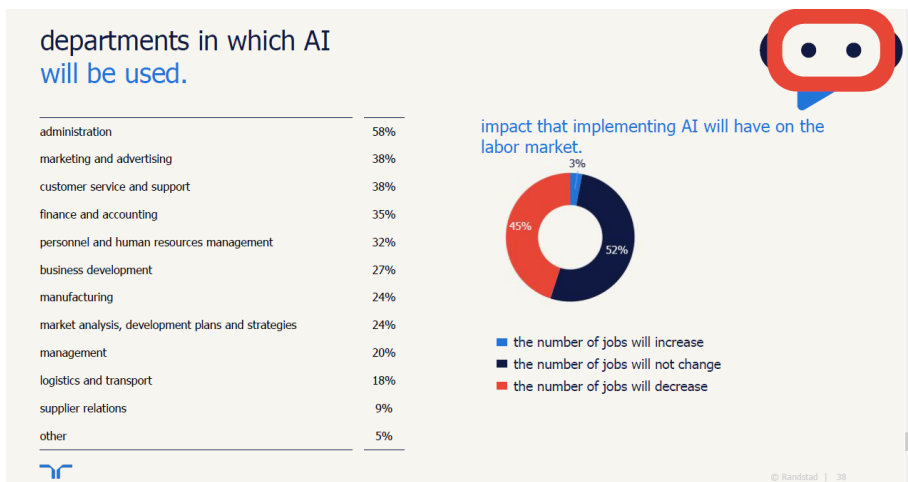 departments in which AI
will be used.
administration 58%
marketing and advertising 38%
customer service and support 38%
finance and accounting 35%
personnel and human resources management 32%
business development 27%
manufacturing 24%
market analysis, development plans and strategies 24%
management 20%
logistics and transport 18%
supplier relations 9%
other 5%
impact that implementing AI will have on the
labor market.
3%
45%
52%
the number of jobs will increase
the number of jobs will not change
the number of jobs will decrease
© Randstad | 38